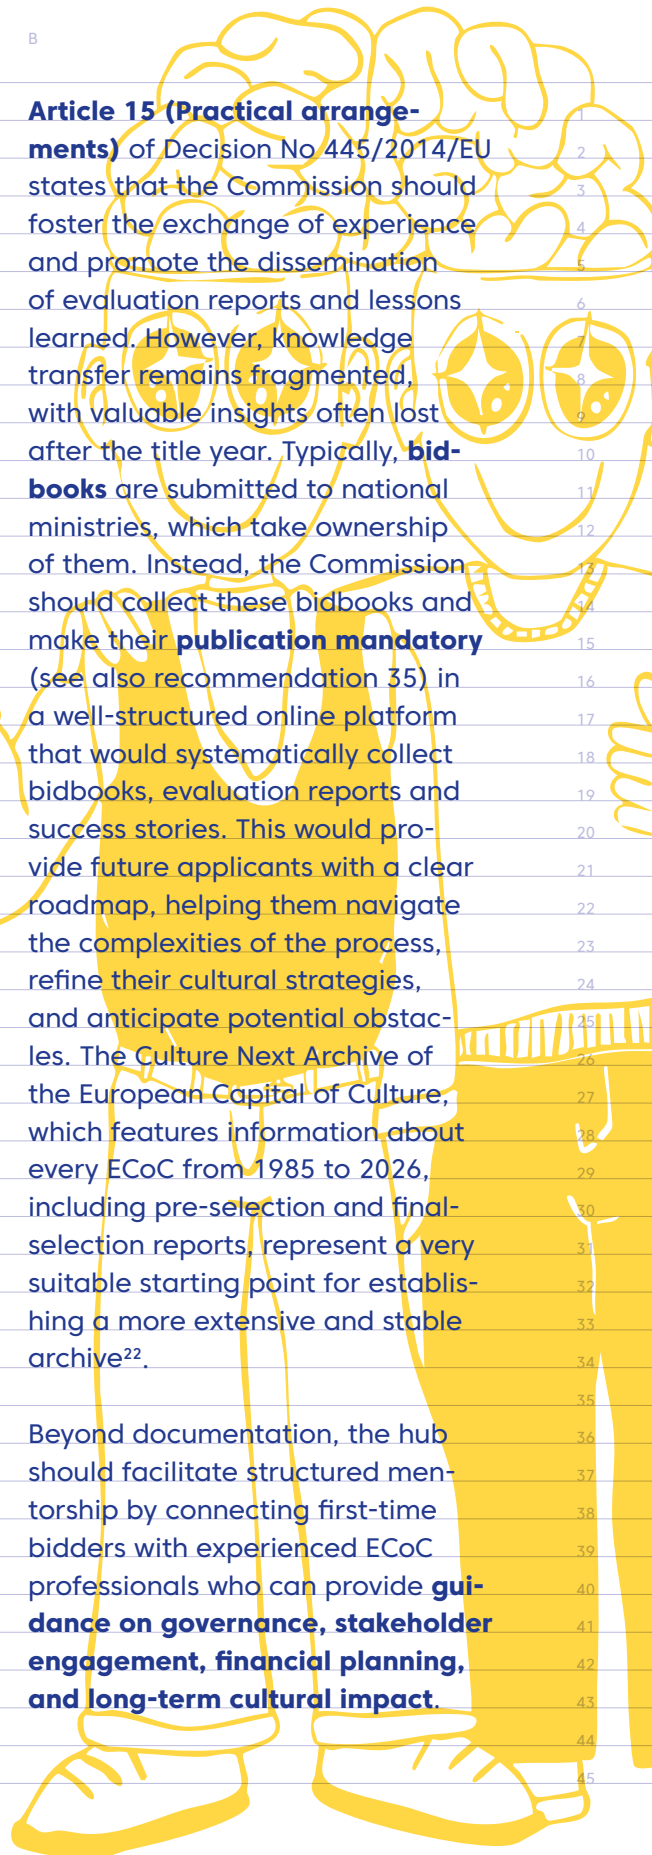 B
Article 15 (Practical arrange-
ments) of Decision No 445/2014/EU
states that the Commission should
foster the exchange of experience
and promote the dissemination
of evaluation reports and lessons
learned. However, knowledge
transfer remains fragmented,
with valuable insights often lost
after the title year. Typically, bid-
books are submitted to national
ministries, which take ownership
of them. Instead, the Commission
should collect these bidbooks and
make their publication mandatory
(see also recommendation 35) in
a well-structured online platform
that would systematically collect
bidbooks, evaluation reports and
success stories. This would pro-
vide future applicants with a clear
roadmap, helping them navigate
the complexities of the process,
refine their cultural strategies,
and anticipate potential obstac-
les. The Culture Next Archive of
the European Capital of Culture,
which features information about
every ECoC from 1985 to 2026,
including pre-selection and final-
selection reports, represent a very
suitable starting point for establis-
hing a more extensive and stable
archive²².
Beyond documentation, the hub
should facilitate structured men-
torship by connecting first-time
bidders with experienced ECoC
professionals who can provide gui-
dance on governance, stakeholder
engagement, financial planning,
and long-term cultural impact.
1
2
3
4
5
6
7
8
9
10
11
12
13
14
15
16
17
18
19
20
21
22
23
24
25
26
27
28
29
30
31
32
33
34
35
36
37
38
39
40
41
42
43
44
45